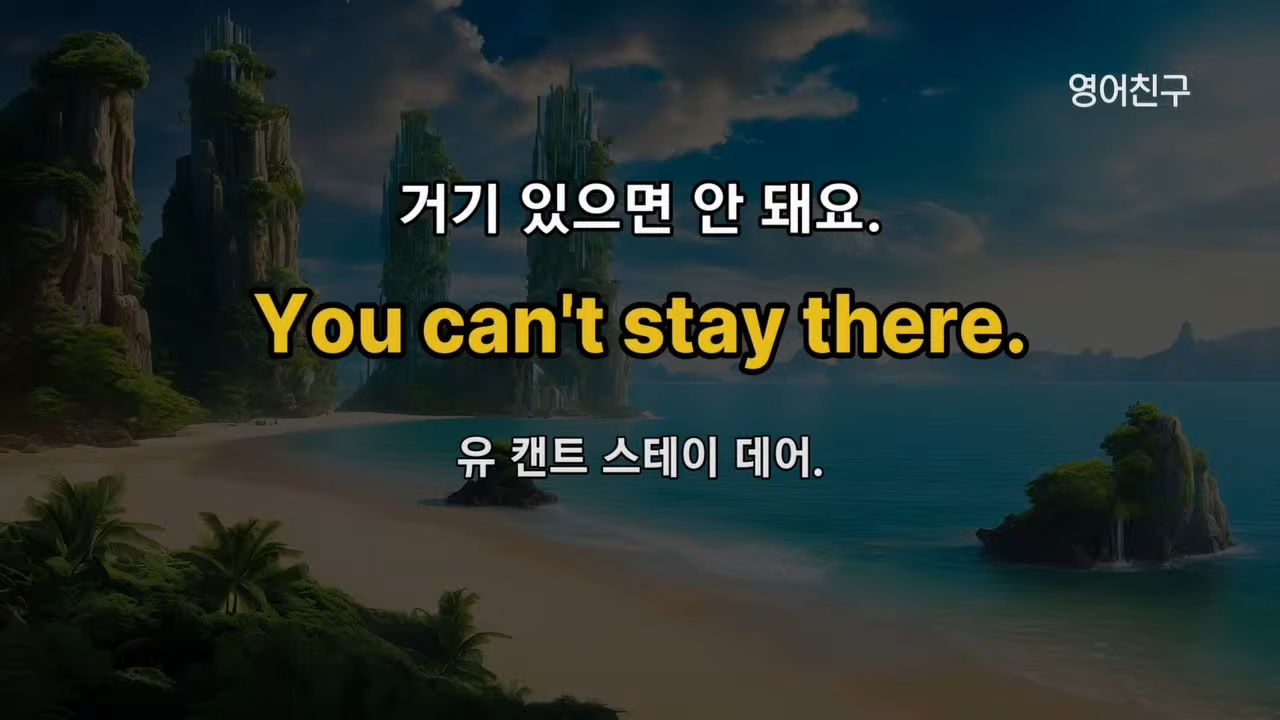 영어친구
거기 있으면 안 돼요.
You can't stay there.
유 캔트 스테이 데어.